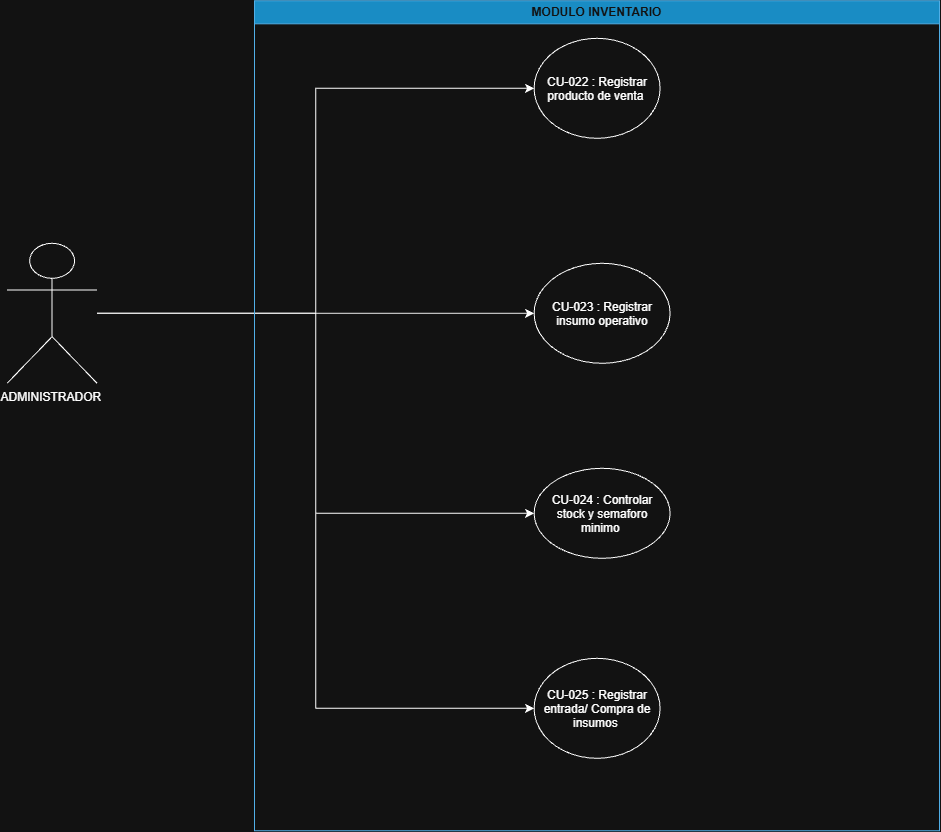 MODULO INVENTARIO
CU-022 : Registrar
producto de venta
CU-023 : Registrar
insumo operativo
ADMINISTRADOR
CU-024 : Controlar
stock y semaforo
minimo
CU-025 : Registrar
entrada/ Compra de
insumos